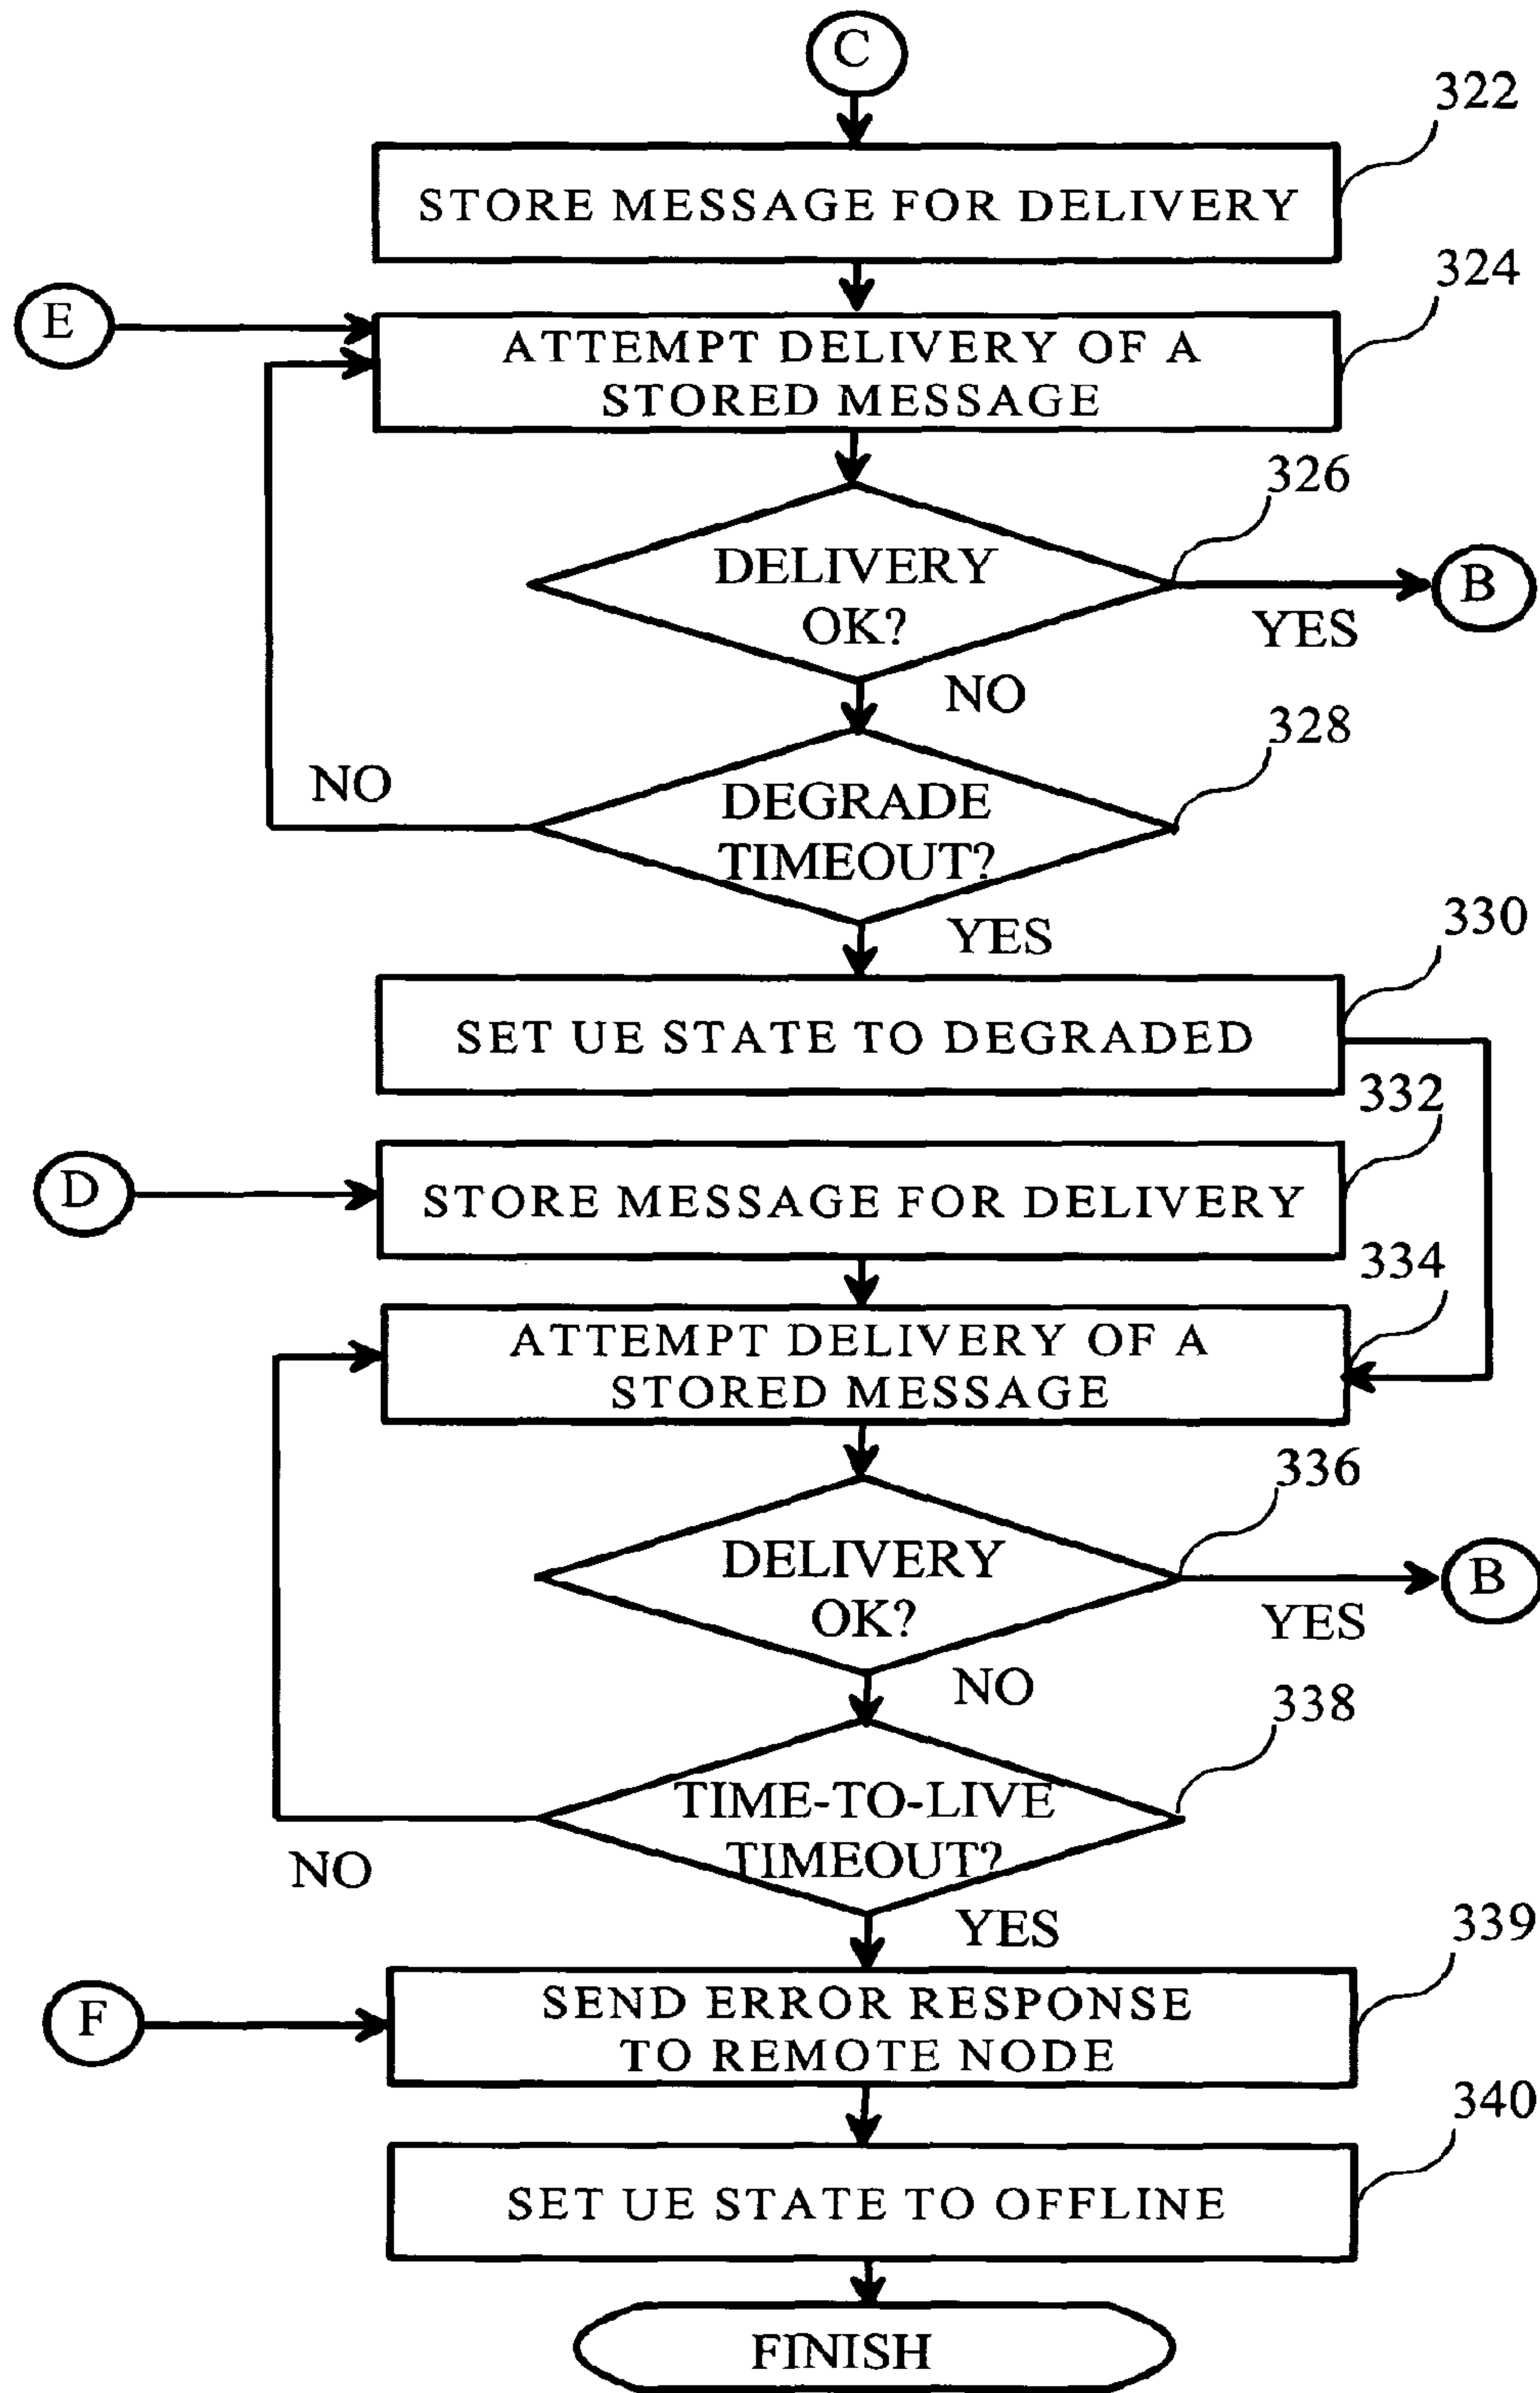 C
322
STORE MESSAGE FOR DELIVERY
324
E
ATTEMPT DELIVERY OF A
STORED MESSAGE
326
DELIVERY
OK?
B
YES
NO
328
NO
DEGRADE
TIMEOUT?
YES
330
SET UE STATE TO DEGRADED
332
D
STORE MESSAGE FOR DELIVERY
334
ATTEMPT DELIVERY OF A
STORED MESSAGE
336
DELIVERY
OK?
B
YES
NO
338
TIME-TO-LIVE
TIMEOUT?
NO
YES
339
F
SEND ERROR RESPONSE
TO REMOTE NODE
340
SET UE STATE TO OFFLINE
FINISH